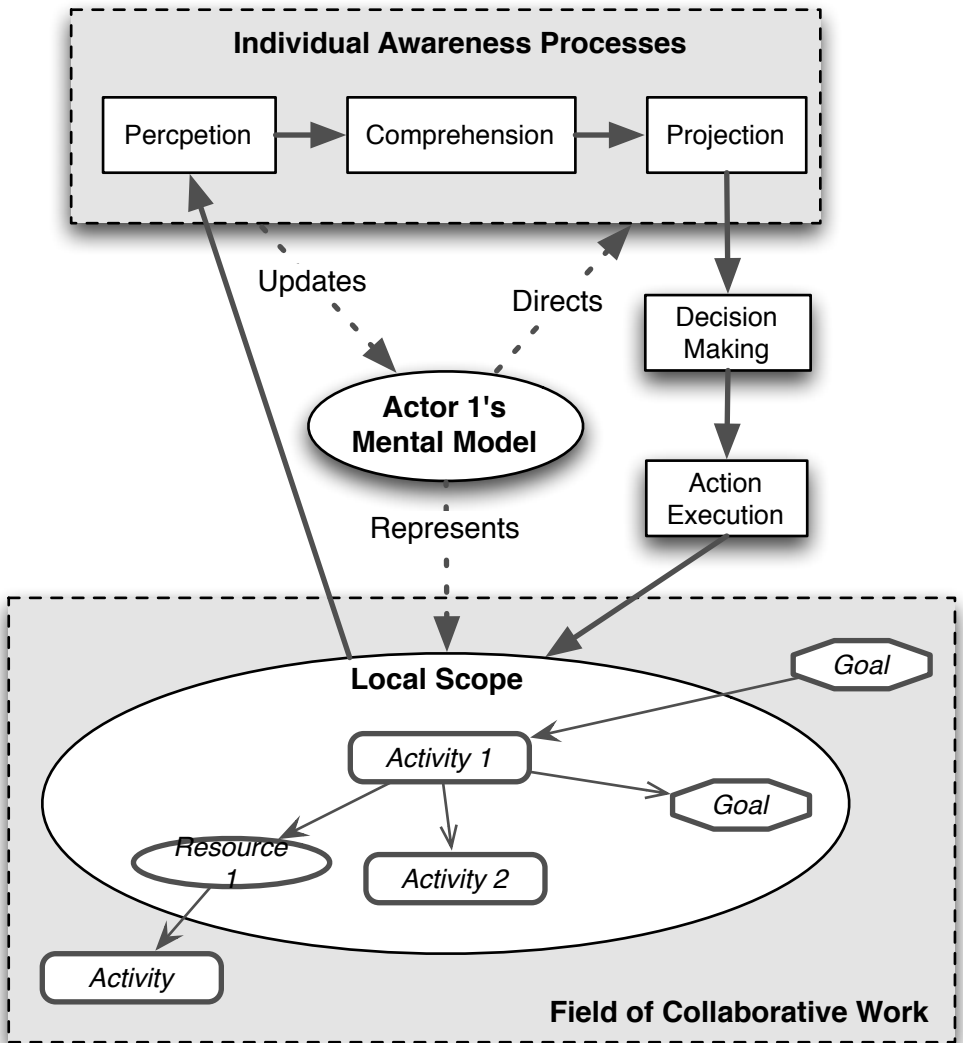 Individual Awareness Processes
Percpetion
Comprehension
Projection
Updates
Directs
Decision
Making
Actor 1's
Mental Model
Action
Execution
Represents
Goal
Local Scope
Activity 1
Goal
Resource
1
Activity 2
Activity
Field of Collaborative Work